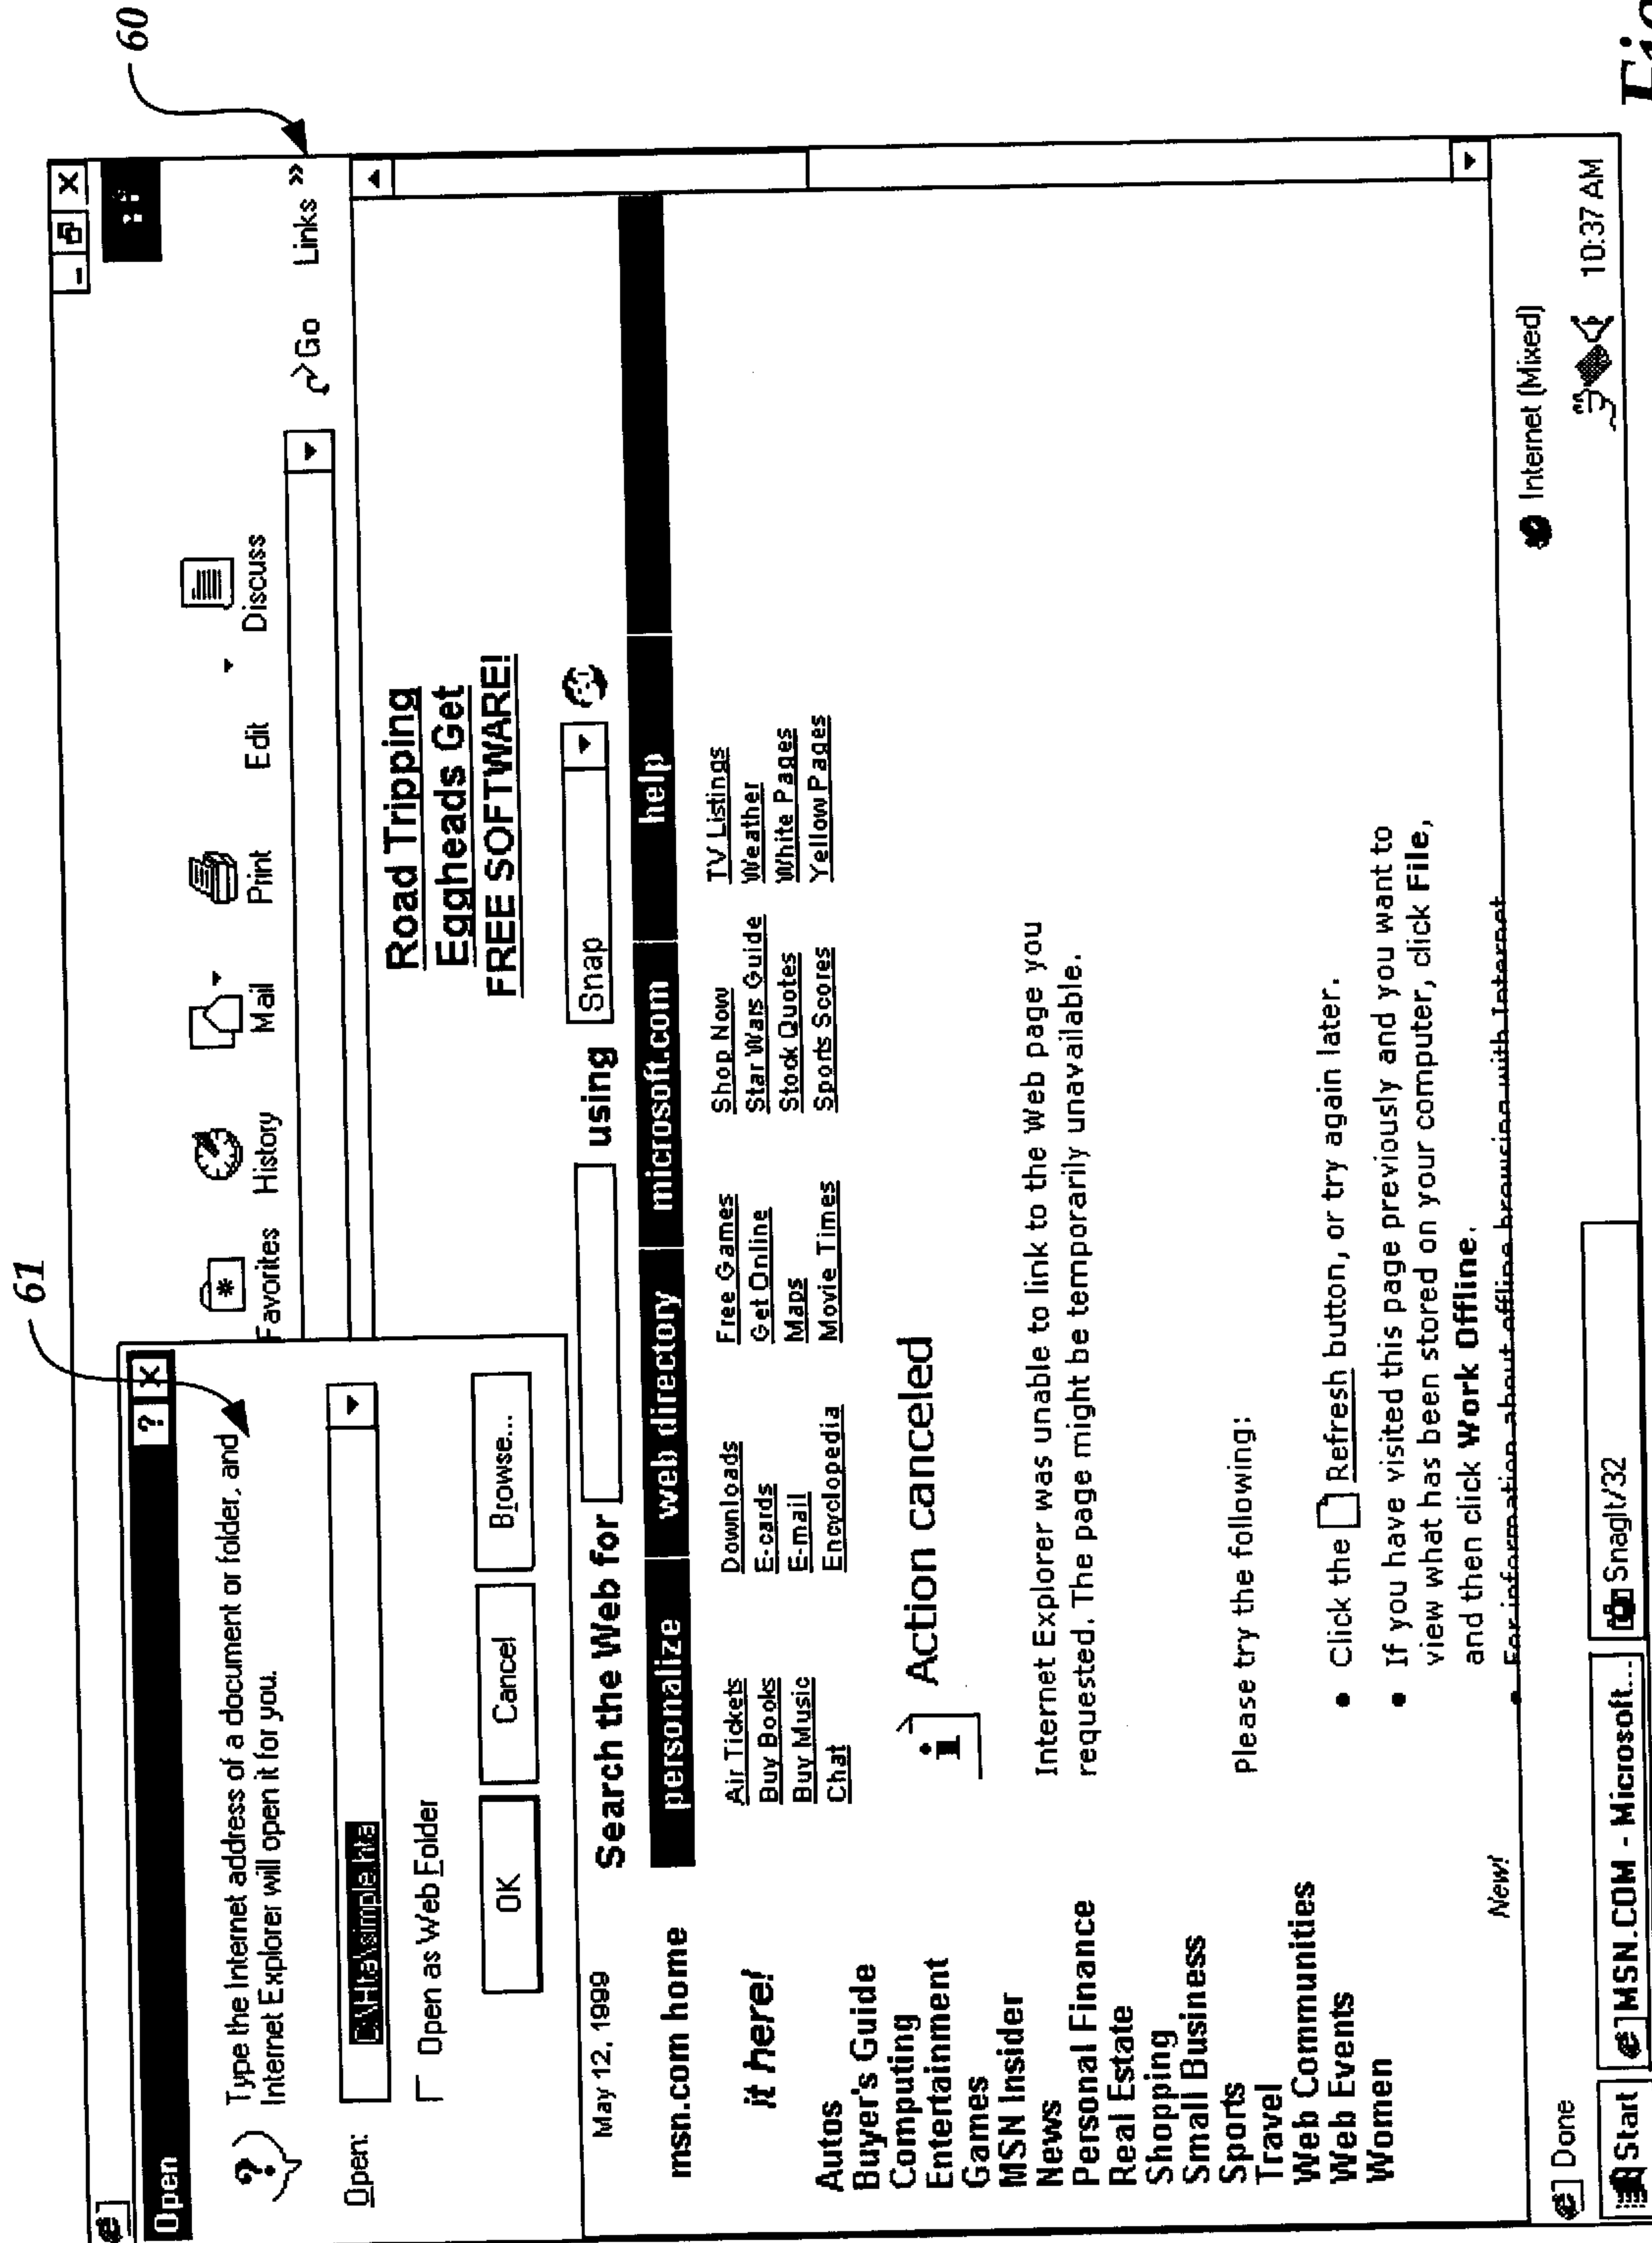 60
61
Open
Type the Internet address of a document or folder, and
Internet Explorer will open it for you.
Open:
Open as Web Folder
OK Cancel Browse...
Favorites History Mail Print Edit Discuss
Go Links »
Road Tripping
Eggheads Get
FREE SOFTWARE!
May 12, 1999
Search the Web for using Snap
msn.com home personalize web directory microsoft.com help
it here!
Air Tickets Downloads Free Games Shop Now TV Listings
Buy Books E-cards Get Online Star Wars Guide Weather
Buy Music E-mail Maps Stock Quotes White Pages
Chat Encyclopedia Movie Times Sports Scores Yellow Pages
Autos
Buyer's Guide
Computing
Entertainment
Games
MSN Insider
News
Personal Finance
Real Estate
Shopping
Small Business
Sports
Travel
Web Communities
Web Events
Women
New!
i Action canceled
Internet Explorer was unable to link to the Web page you
requested. The page might be temporarily unavailable.
Please try the following:
• Click the Refresh button, or try again later.
• If you have visited this page previously and you want to
view what has been stored on your computer, click File,
and then click Work Offline.
• For information about offline browsing with Internet
Done Internet (Mixed)
Start MSN.COM - Microsoft... SnagIt/32 10:37 AM